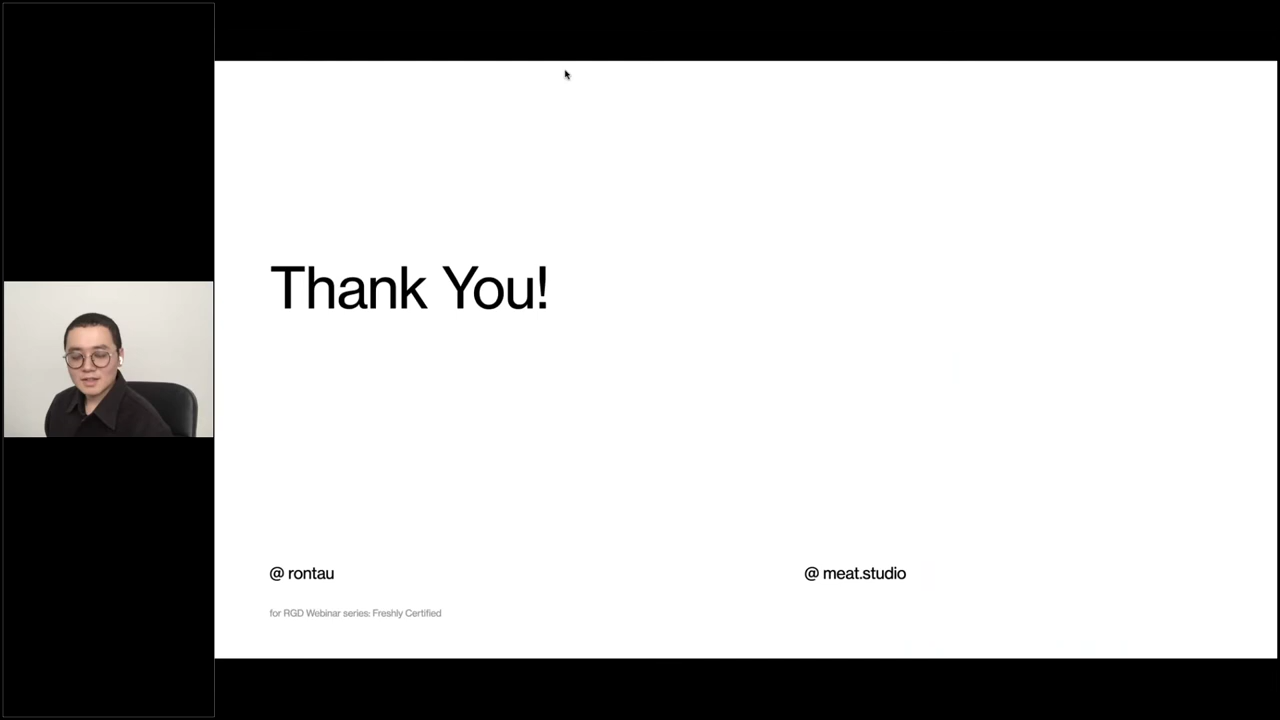 Thank You!
@ rontau
@ meat.studio
for RGD Webinar series: Freshly Certified